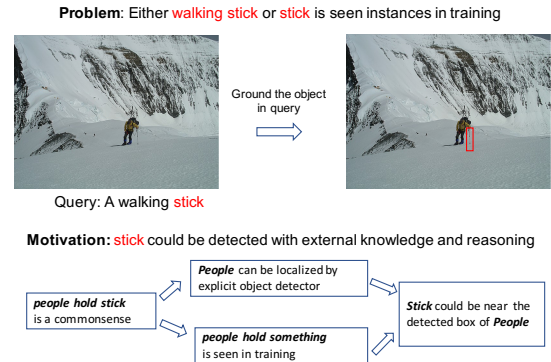 Problem: Either walking stick or stick is seen instances in training
Ground the object
in query
Query: A walking stick
Motivation: stick could be detected with external knowledge and reasoning
people hold stick
is a commonsense
People can be localized by
explicit object detector
people hold something
is seen in training
Stick could be near the
detected box of People